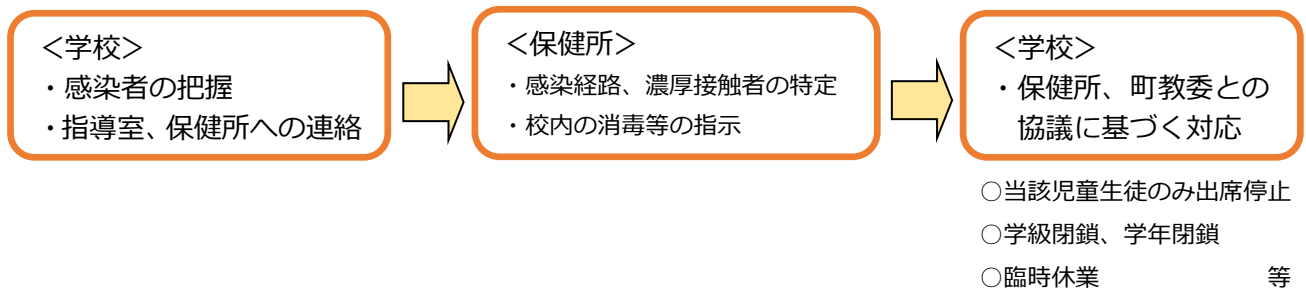 ＜学校＞
・感染者の把握
・指導室、保健所への連絡
＜保健所＞
・感染経路、濃厚接触者の特定
・校内の消毒等の指示
＜学校＞
・保健所、町教委との
協議に基づく対応
○当該児童生徒のみ出席停止
○学級閉鎖、学年閉鎖
○臨時休業　　　　　　　等